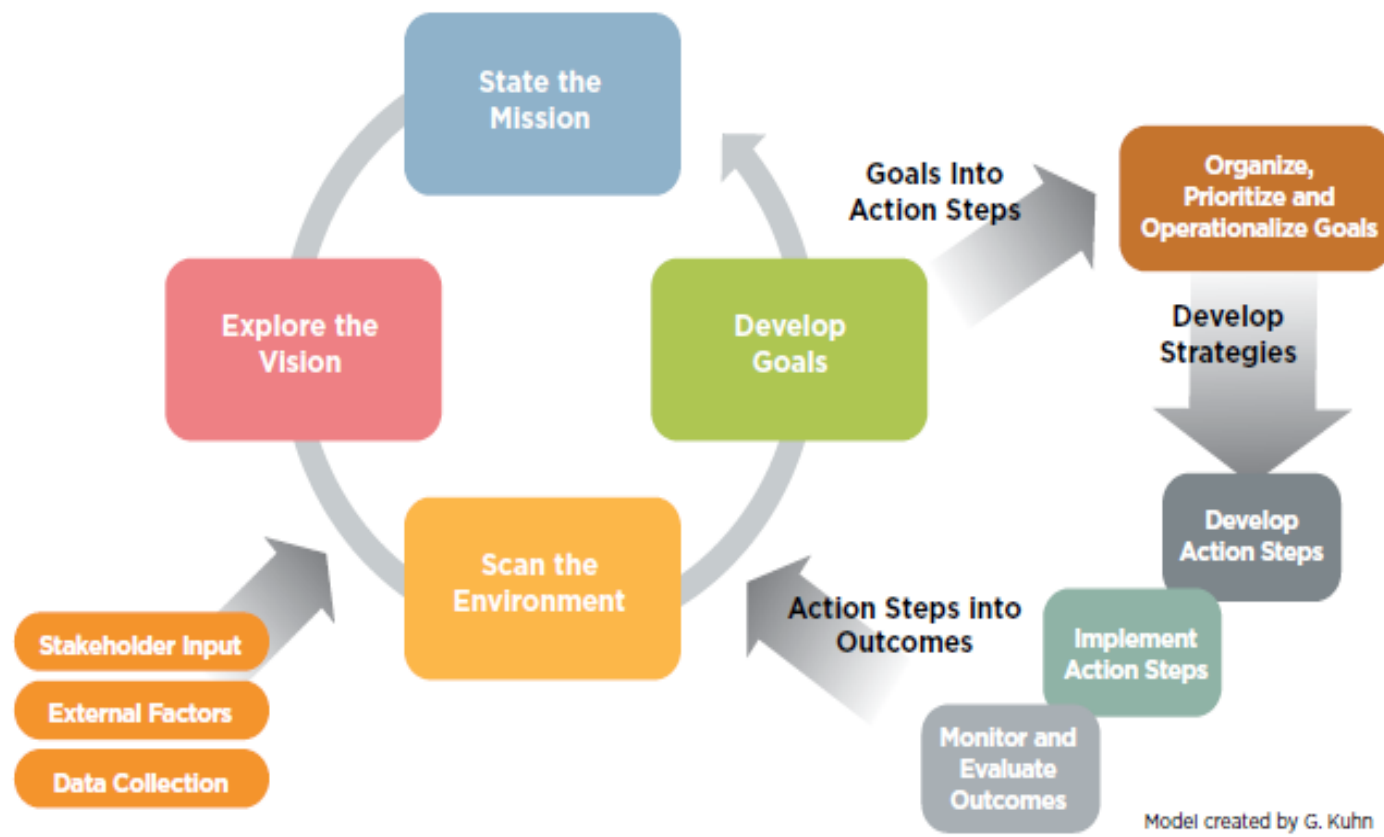 State the
Mission
Goals Into
Action Steps
Organize,
Prioritize and
Operationalize Goals
Explore the
Vision
Develop
Goals
Develop
Strategies
Scan the
Environment
Develop
Action Steps
Action Steps into
Outcomes
Stakeholder Input
External Factors
Data Collection
Implement
Action Steps
Monitor and
Evaluate
Outcomes
Model created by G. Kuhn